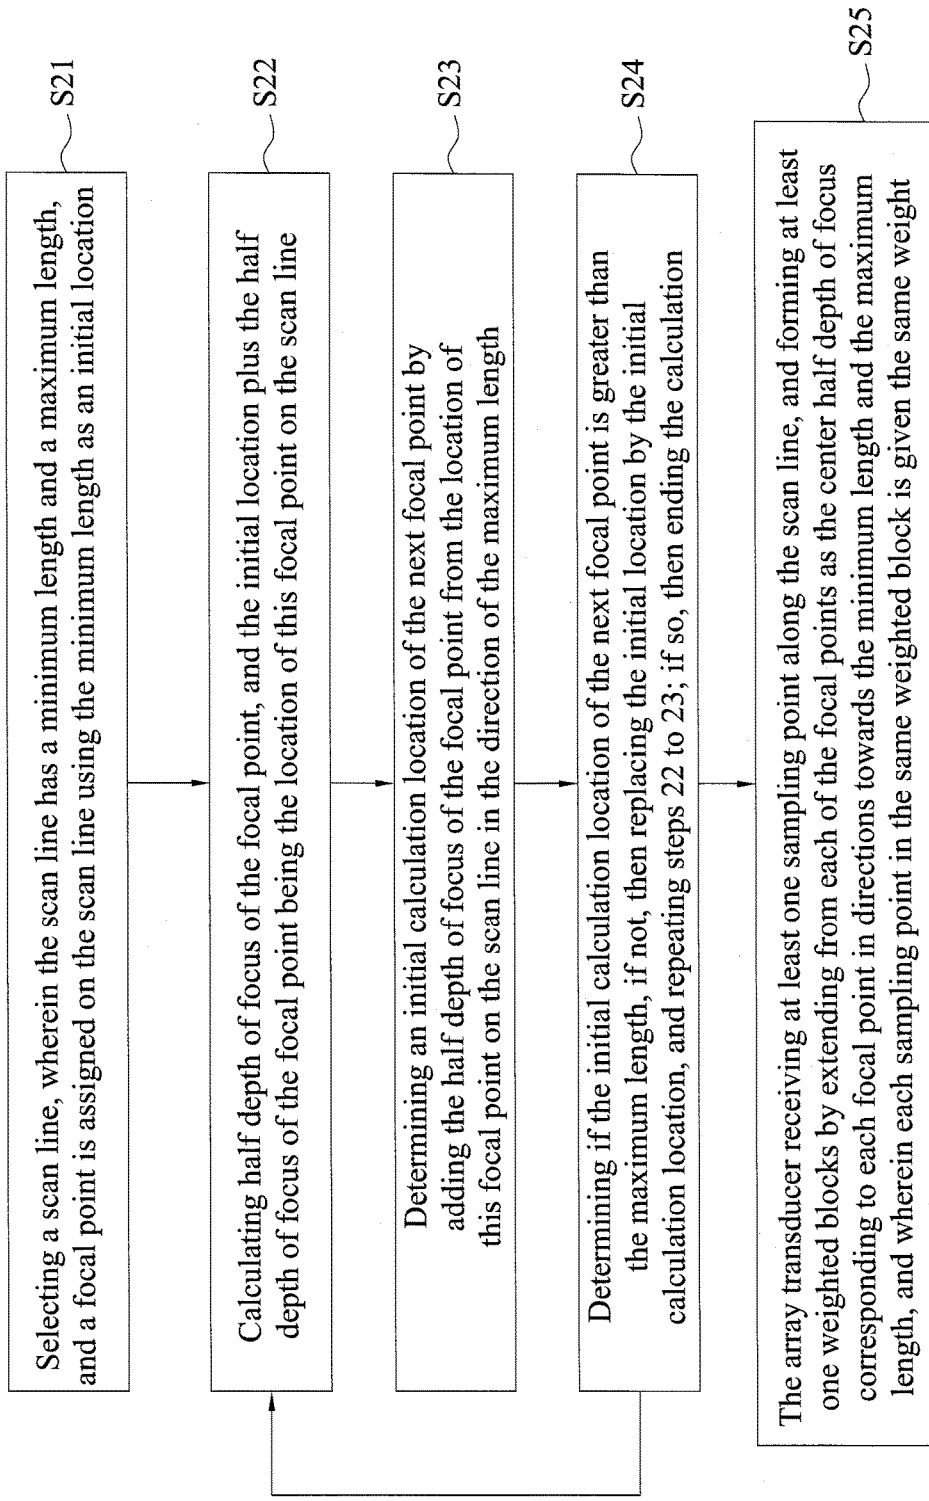 Selecting a scan line, wherein the scan line has a minimum length and a maximum length,
and a focal point is assigned on the scan line using the minimum length as an initial location
S21
Calculating half depth of focus of the focal point, and the initial location plus the half
depth of focus of the focal point being the location of this focal point on the scan line
S22
Determining an initial calculation location of the next focal point by
adding the half depth of focus of the focal point from the location of
this focal point on the scan line in the direction of the maximum length
S23
Determining if the initial calculation location of the next focal point is greater than
the maximum length, if not, then replacing the initial location by the initial
calculation location, and repeating steps 22 to 23; if so, then ending the calculation
S24
The array transducer receiving at least one sampling point along the scan line, and forming at least
one weighted blocks by extending from each of the focal points as the center half depth of focus
corresponding to each focal point in directions towards the minimum length and the maximum
length, and wherein each sampling point in the same weighted block is given the same weight
S25